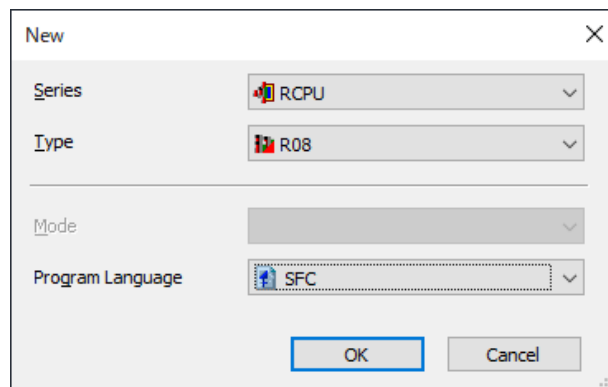 New
Series RCPU
Type R08
Mode
Program Language SFC
OK Cancel